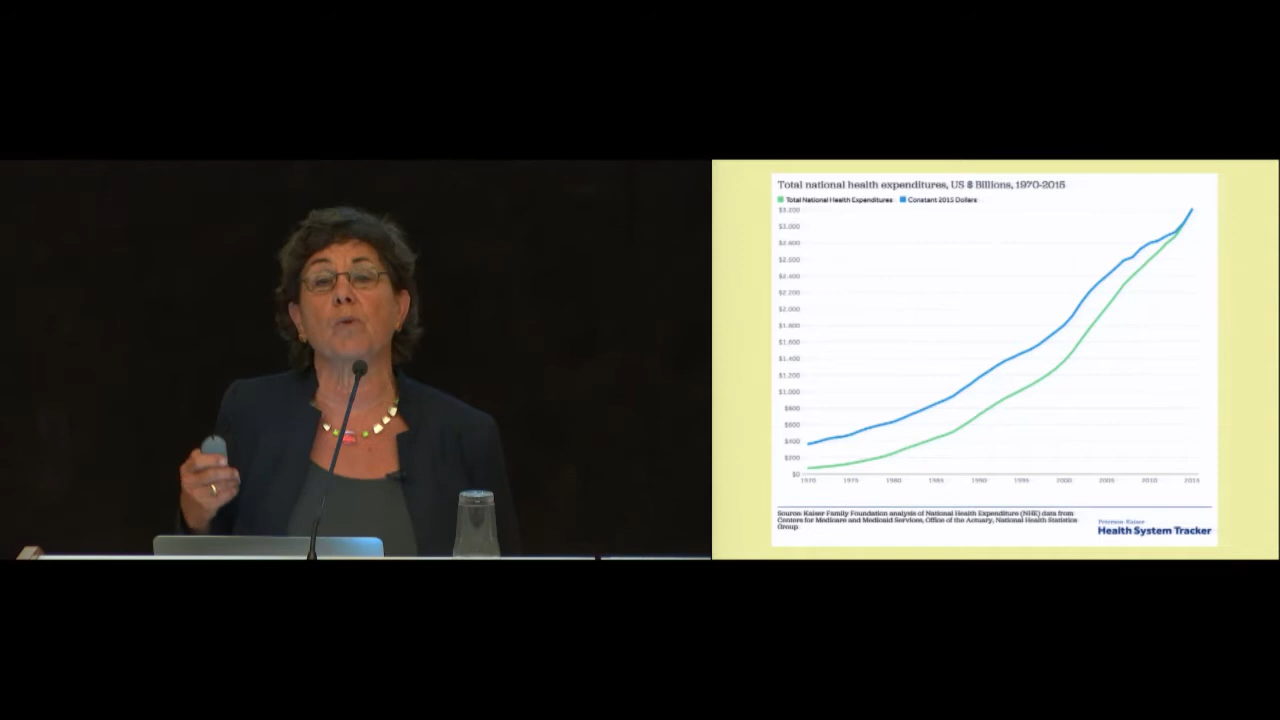 Total national health expenditures, US $ Billions, 1970-2015
Total National Health Expenditures
Constant 2015 Dollars
$3,200
$3,000
$2,800
$2,600
$2,400
$2,200
$2,000
$1,800
$1,600
$1,400
$1,200
$1,000
$800
$600
$400
$200
$0
1970 1975 1980 1985 1990 1995 2000 2005 2010 2015
Source: Kaiser Family Foundation analysis of National Health Expenditure (NHE) data from
Centers for Medicare and Medicaid Services, Office of the Actuary, National Health Statistics
Group
Peterson-Kaiser
Health System Tracker